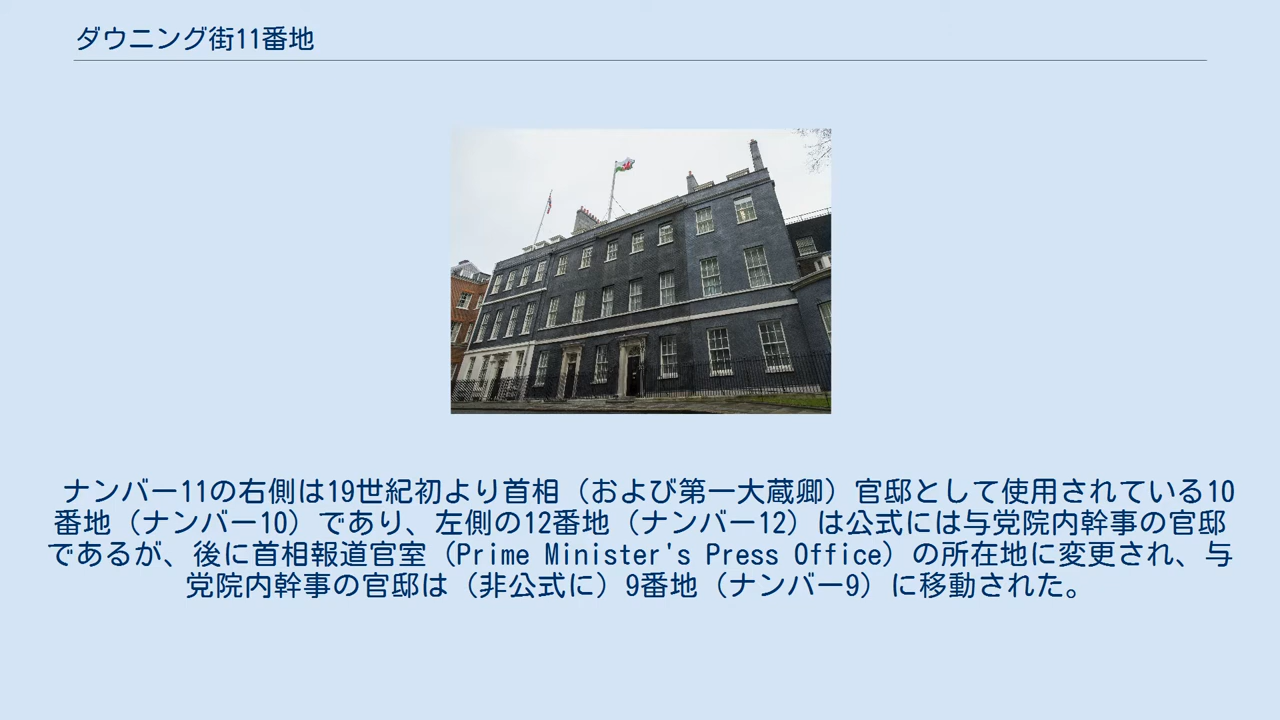 ダウニング街11番地
ナンバー11の右側は19世紀初より首相（および第一大蔵卿）官邸として使用されている10
番地（ナンバー10）であり、左側の12番地（ナンバー12）は公式には与党院内幹事の官邸
であるが、後に首相報道官室（Prime Minister's Press Office）の所在地に変更され、与
党院内幹事の官邸は（非公式に）9番地（ナンバー9）に移動された。